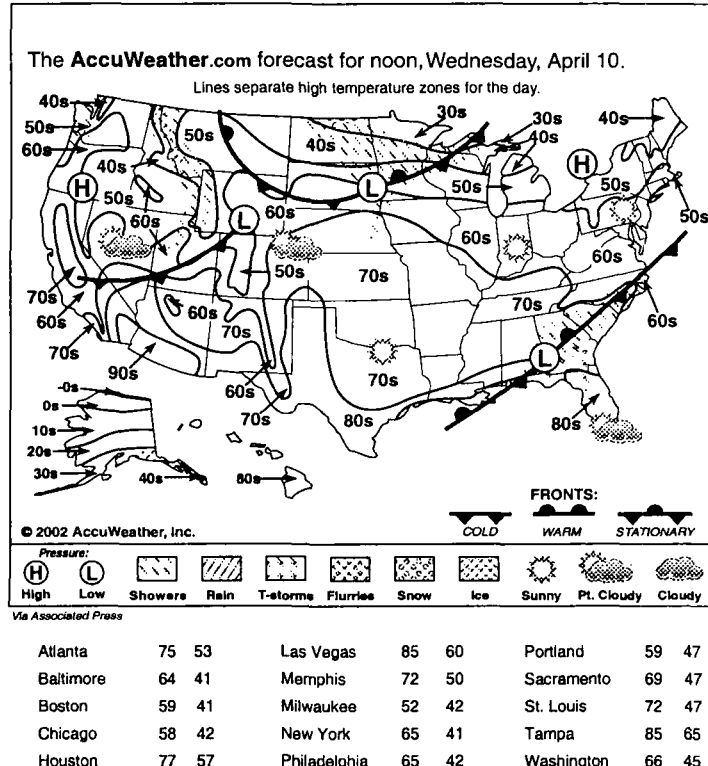 The AccuWeather.com forecast for noon, Wednesday, April 10.
Lines separate high temperature zones for the day.
40s
50s
60s
50s
40s
30s
30s
40s
40s
H
40s
50s
60s
H
50s
L
50s
50s
50s
L
60s
60s
60s
50s
70s
70s
60s
70s
60s
70s
60s
70s
90s
60s
70s
70s
80s
L
80s
-0s
0s
10s
20s
30s
40s
80s
FRONTS:
COLD WARM STATIONARY
© 2002 AccuWeather, Inc.
Pressure:
H L
High Low Showers Rain T-storms Flurries Snow Ice Sunny Pt. Cloudy Cloudy
Via Associated Press
Atlanta 75 53 Las Vegas 85 60 Portland 59 47
Baltimore 64 41 Memphis 72 50 Sacramento 69 47
Boston 59 41 Milwaukee 52 42 St. Louis 72 47
Chicago 58 42 New York 65 41 Tampa 85 65
Houston 77 57 Philadelphia 65 42 Washington 66 45